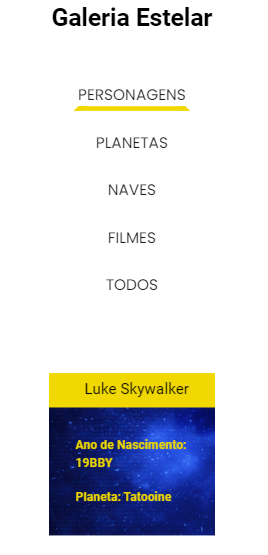 Galeria Estelar
PERSONAGENS
PLANETAS
NAVES
FILMES
TODOS
Luke Skywalker
Ano de Nascimento:
19BBY
Planeta: Tatooine